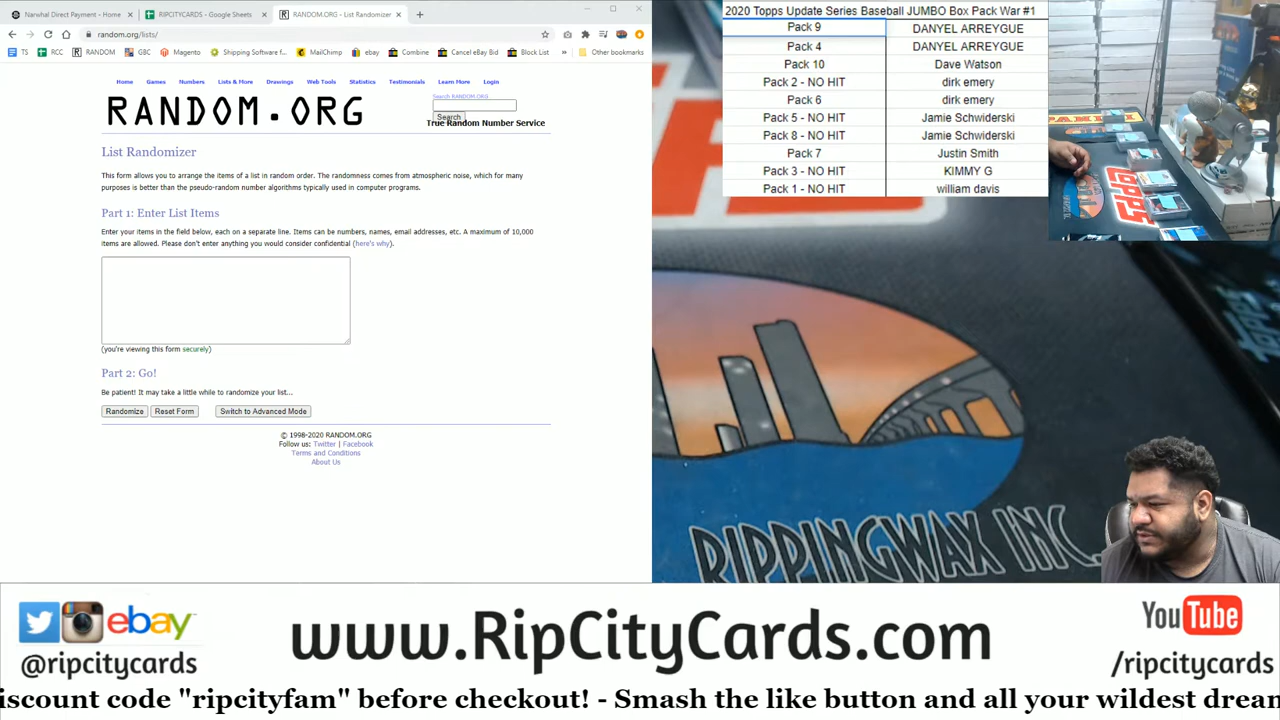 Narwhal Direct Payment - Home
RIPCITYCARDS - Google Sheets
RANDOM.ORG - List Randomizer
random.org/lists/
TS
RCC
RANDOM
GBC
Magento
Shipping Software f...
MailChimp
ebay
Combine
Cancel eBay Bid
Block List
Other bookmarks
Home
Games
Numbers
Lists & More
Drawings
Web Tools
Statistics
Testimonials
Learn More
Login
RANDOM.ORG
Search RANDOM.ORG
Search
True Random Number Service
List Randomizer
This form allows you to arrange the items of a list in random order. The randomness comes from atmospheric noise, which for many
purposes is better than the pseudo-random number algorithms typically used in computer programs.
Part 1: Enter List Items
Enter your items in the field below, each on a separate line. Items can be numbers, names, email addresses, etc. A maximum of 10,000
items are allowed. Please don't enter anything you would consider confidential (here's why).
(you're viewing this form securely)
Part 2: Go!
Be patient! It may take a little while to randomize your list...
Randomize
Reset Form
Switch to Advanced Mode
© 1998-2020 RANDOM.ORG
Follow us: Twitter | Facebook
Terms and Conditions
About Us
2020 Topps Update Series Baseball JUMBO Box Pack War #1
Pack 9 DANYEL ARREYGUE
Pack 4 DANYEL ARREYGUE
Pack 10 Dave Watson
Pack 2 - NO HIT dirk emery
Pack 6 dirk emery
Pack 5 - NO HIT Jamie Schwiderski
Pack 8 - NO HIT Jamie Schwiderski
Pack 7 Justin Smith
Pack 3 - NO HIT KIMMY G
Pack 1 - NO HIT william davis
PANINI
TOPPS
RIPPINGWAX INC.
ebay
@ripcitycards
www.RipCityCards.com
YouTube
/ripcitycards
iscount code "ripcityfam" before checkout! - Smash the like button and all your wildest dream